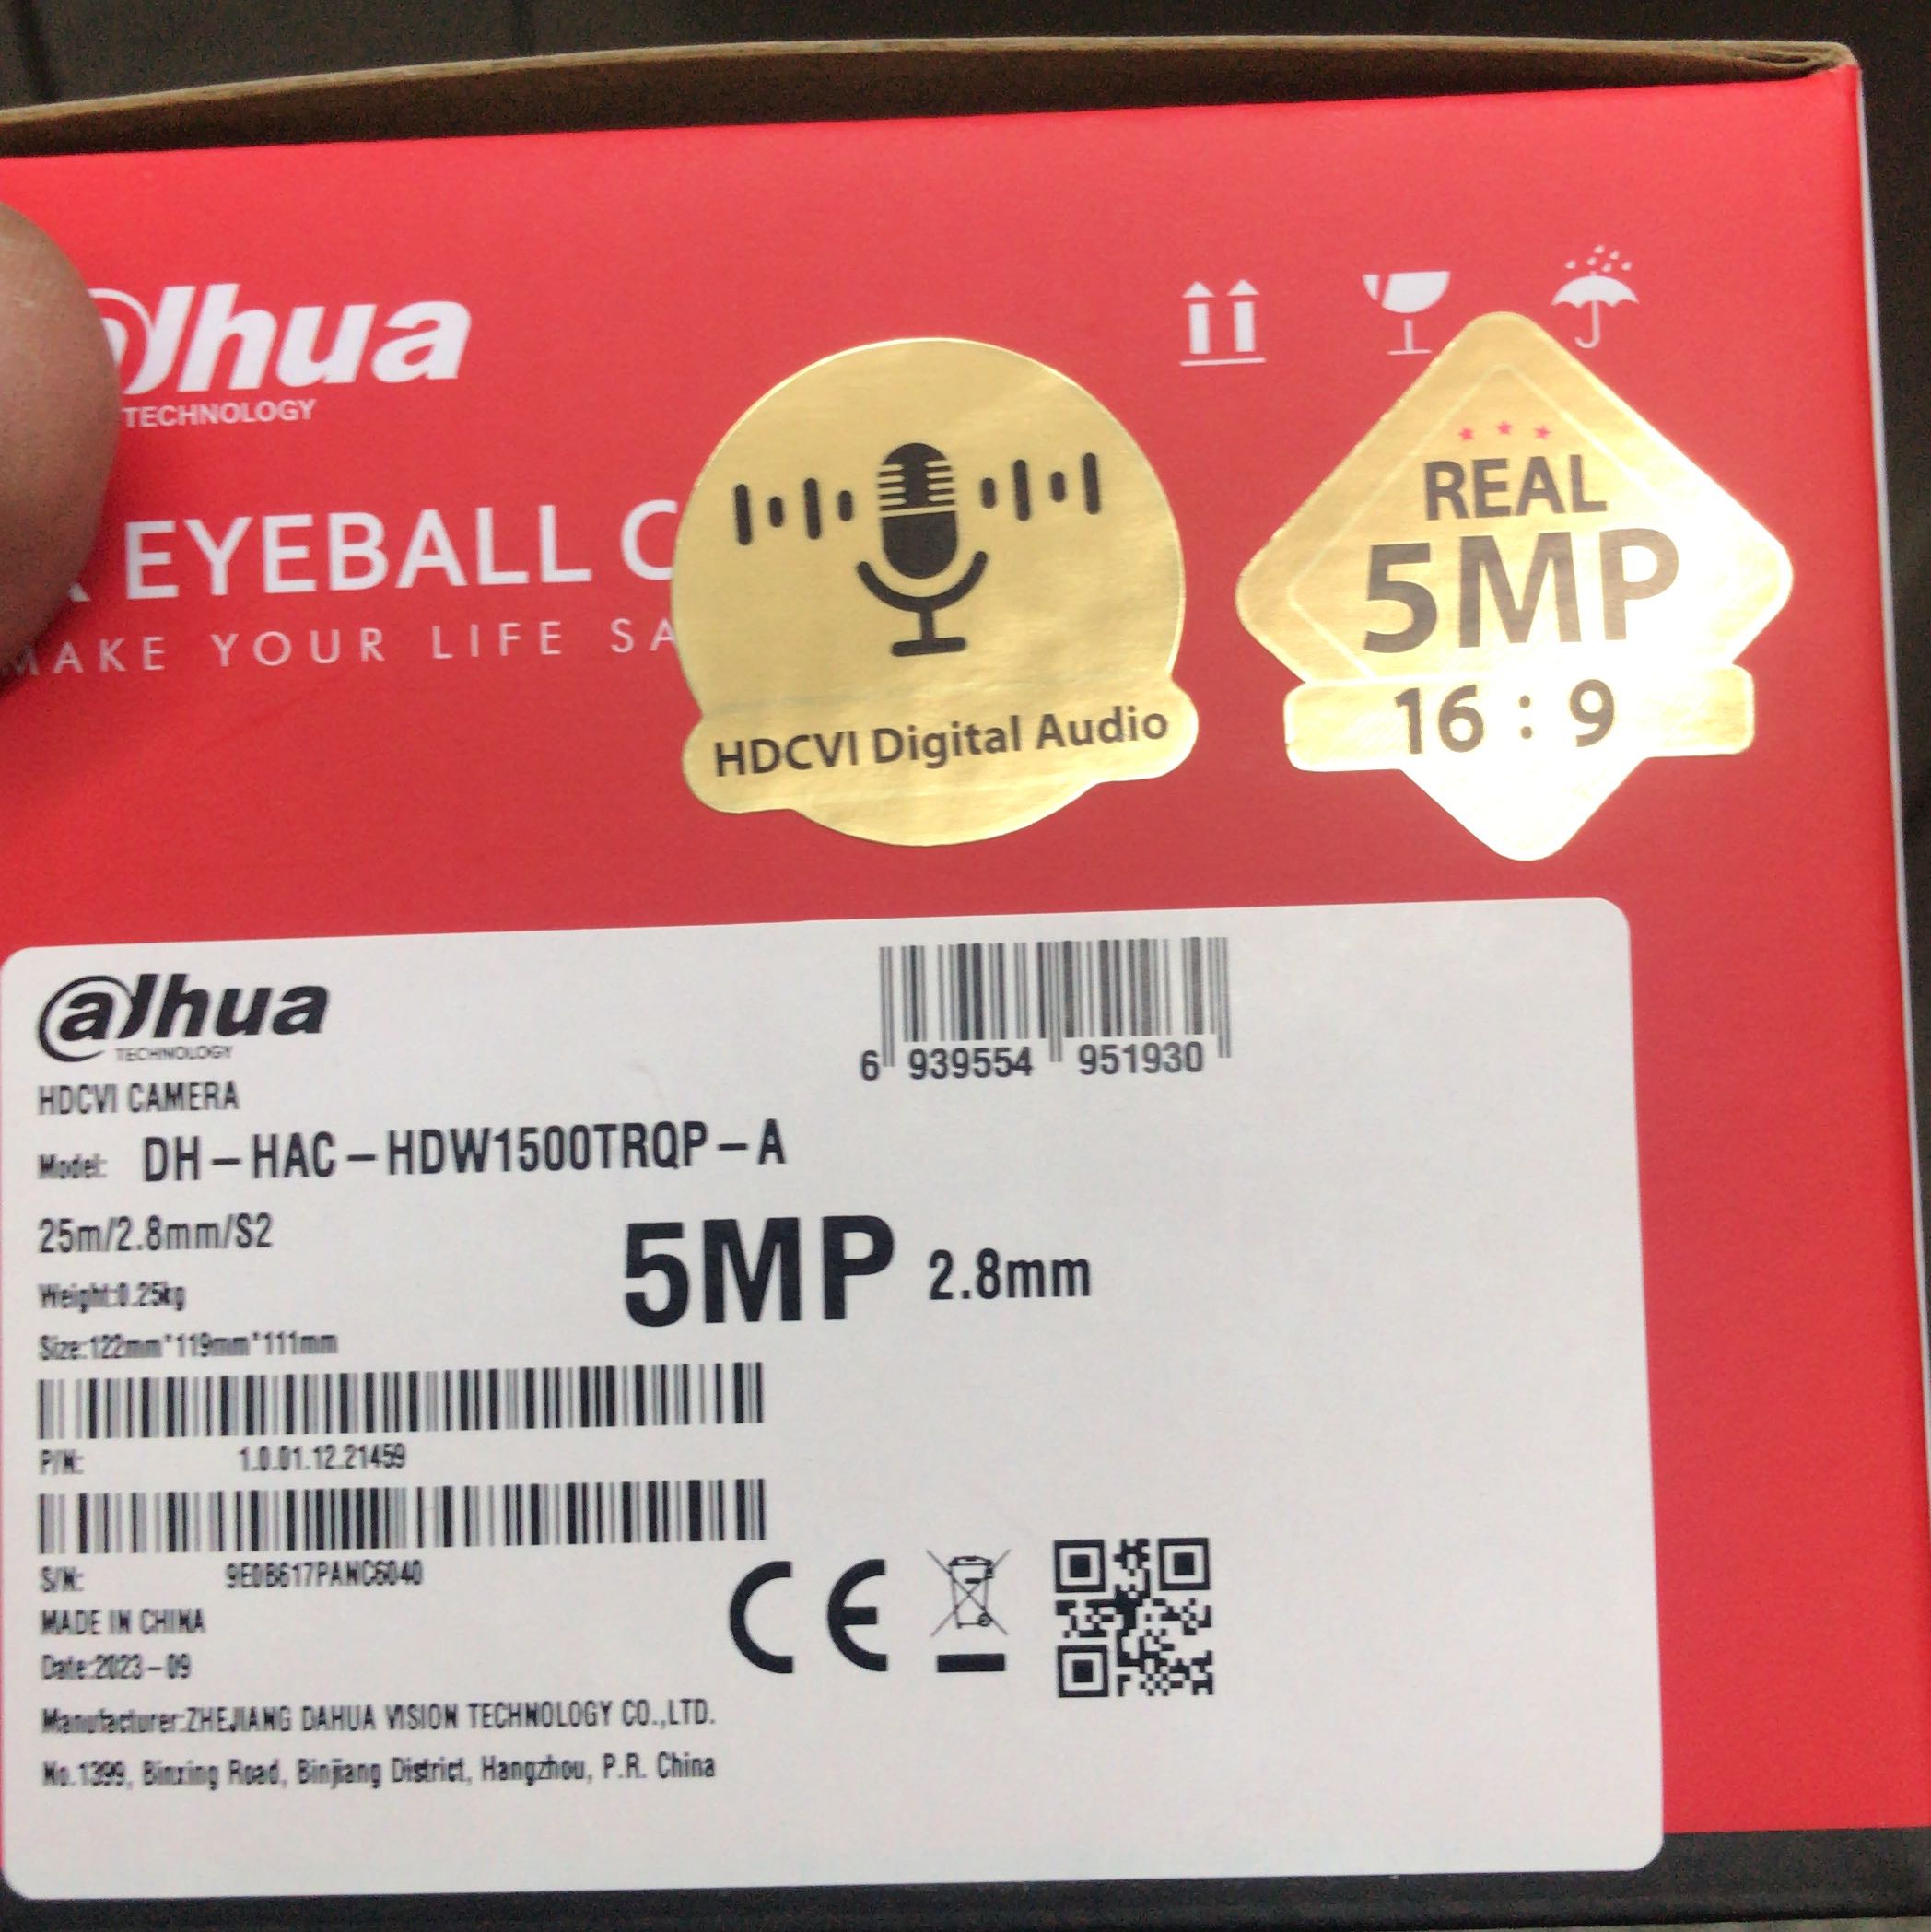 alhua
TECHNOLOGY
EYEBALL C
MAKE YOUR LIFE SA
HDCVI Digital Audio
REAL
5MP
16 : 9
alhua
TECHNOLOGY
6 939554 951930
HDCVI CAMERA
Model: DH-HAC-HDW1500TRQP-A
25m/2.8mm/S2
5MP 2.8mm
Weight:0.25kg
Size:122mm*119mm*111mm
P/N: 1.0.01.12.21459
S/N: 9E0B617PANC6040
MADE IN CHINA
Date:2023-09
Manufacturer:ZHEJIANG DAHUA VISION TECHNOLOGY CO.,LTD.
No.1399, Binxing Road, Binjiang District, Hangzhou, P.R. China
CE